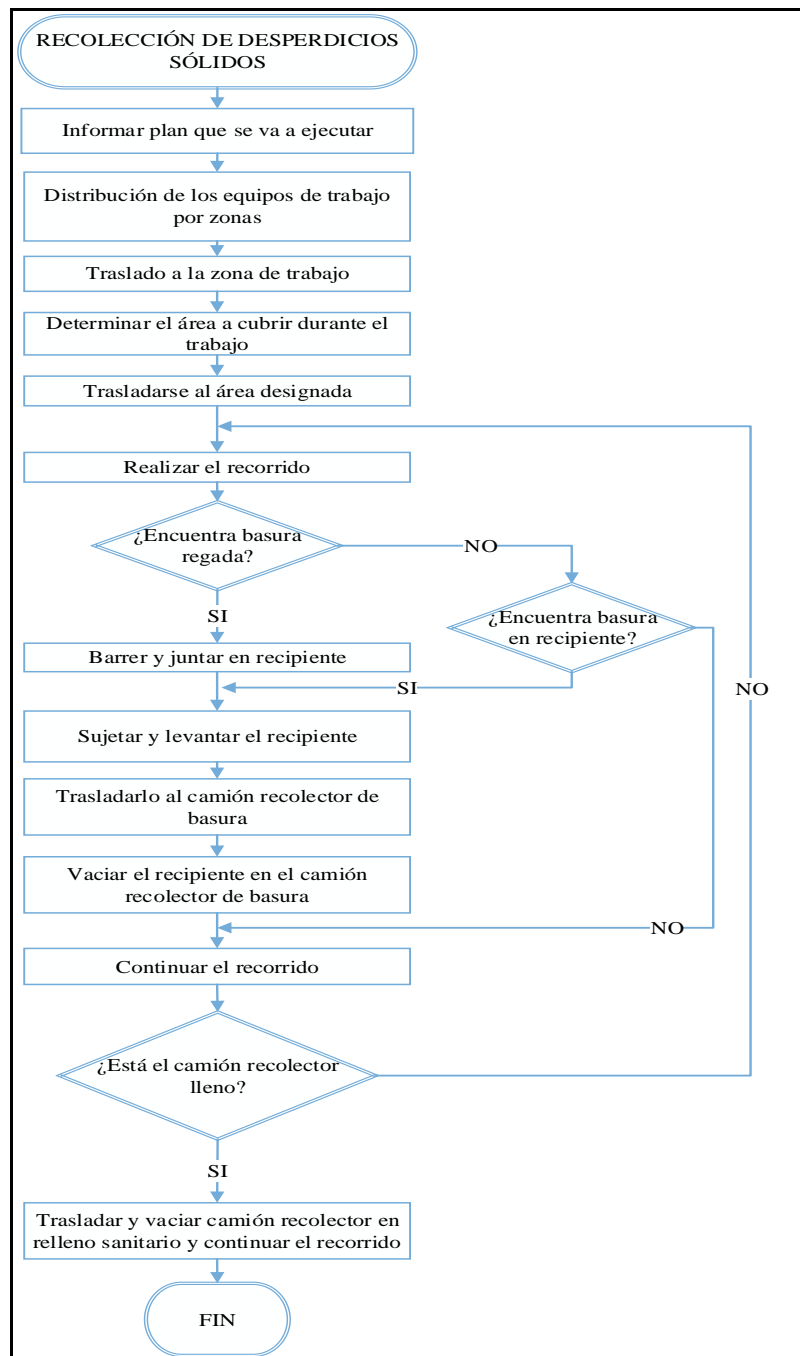 RECOLECCIÓN DE DESPERDICIOS
SÓLIDOS
Informar plan que se va a ejecutar
Distribución de los equipos de trabajo
por zonas
Traslado a la zona de trabajo
Determinar el área a cubrir durante el
trabajo
Trasladarse al área designada
Realizar el recorrido
¿Encuentra basura
regada?
NO
SI
¿Encuentra basura
en recipiente?
Barrer y juntar en recipiente
SI
NO
Sujetar y levantar el recipiente
Trasladarlo al camión recolector de
basura
Vaciar el recipiente en el camión
recolector de basura
NO
Continuar el recorrido
¿Está el camión recolector
lleno?
SI
Trasladar y vaciar camión recolector en
relleno sanitario y continuar el recorrido
FIN